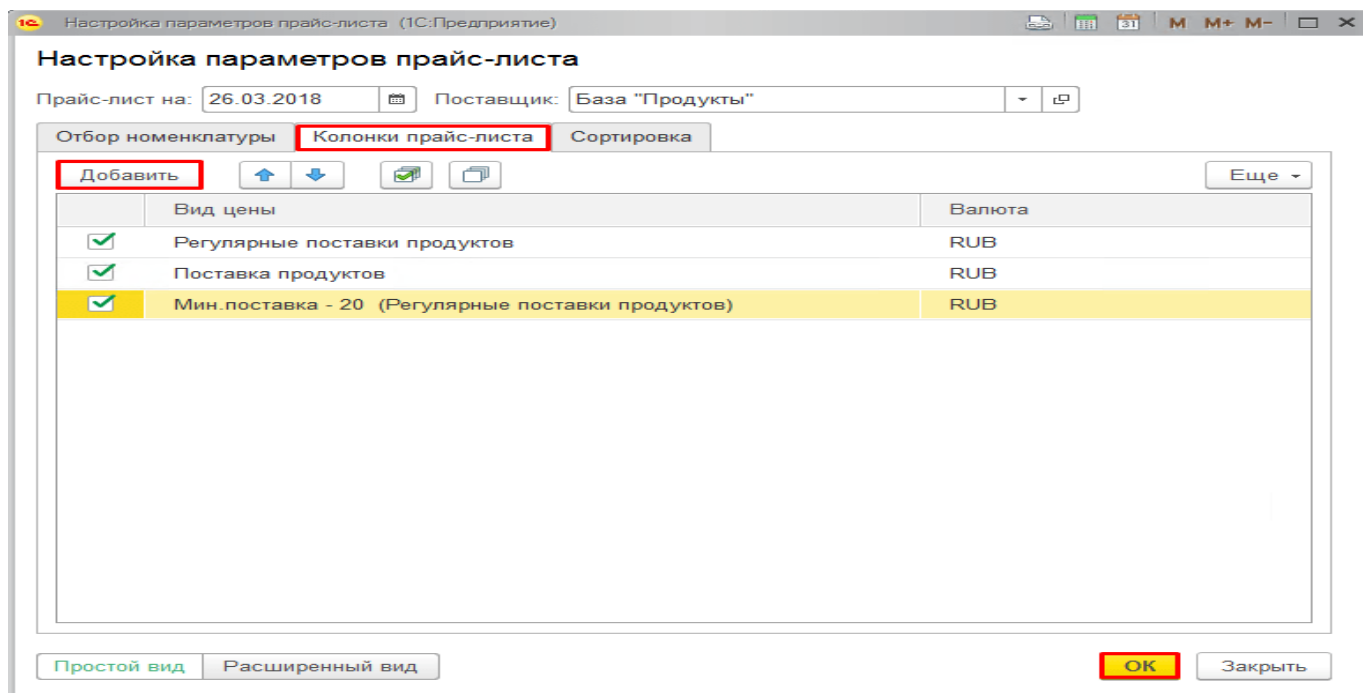 1С Настройка параметров прайс-листа (1С:Предприятие) 31 М М+ М-
Настройка параметров прайс-листа
Прайс-лист на: 26.03.2018 Поставщик: База "Продукты"
Отбор номенклатуры Колонки прайс-листа Сортировка
Добавить Еще
Вид цены Валюта
Регулярные поставки продуктов RUB
Поставка продуктов RUB
Мин.поставка - 20 (Регулярные поставки продуктов) RUB
Простой вид Расширенный вид ОК Закрыть